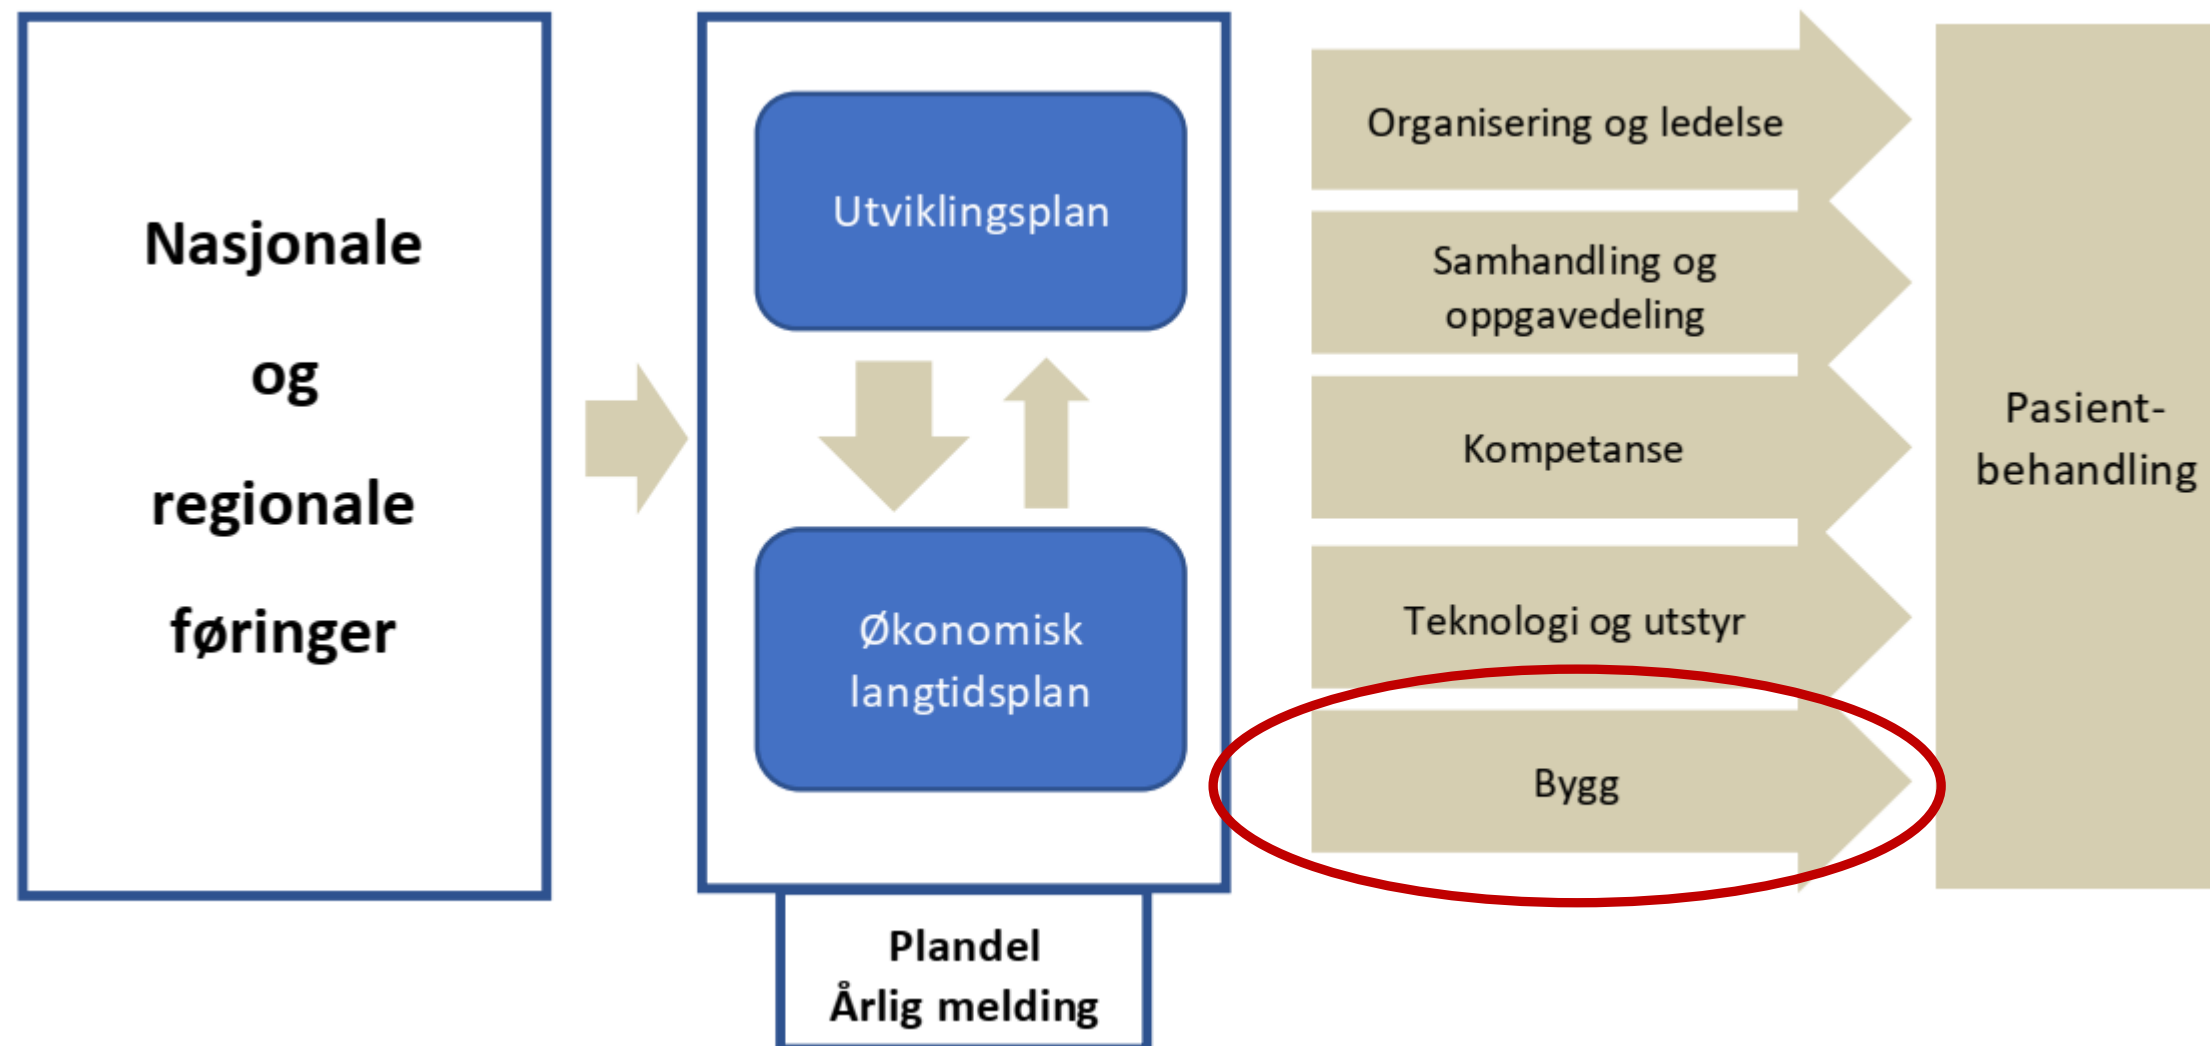 Nasjonale
og
regionale
føringer
Utviklingsplan
Økonomisk
langtidsplan
Plandel
Årlig melding
Organisering og ledelse
Samhandling og
oppgavedeling
Kompetanse
Teknologi og utstyr
Bygg
Pasient-
behandling